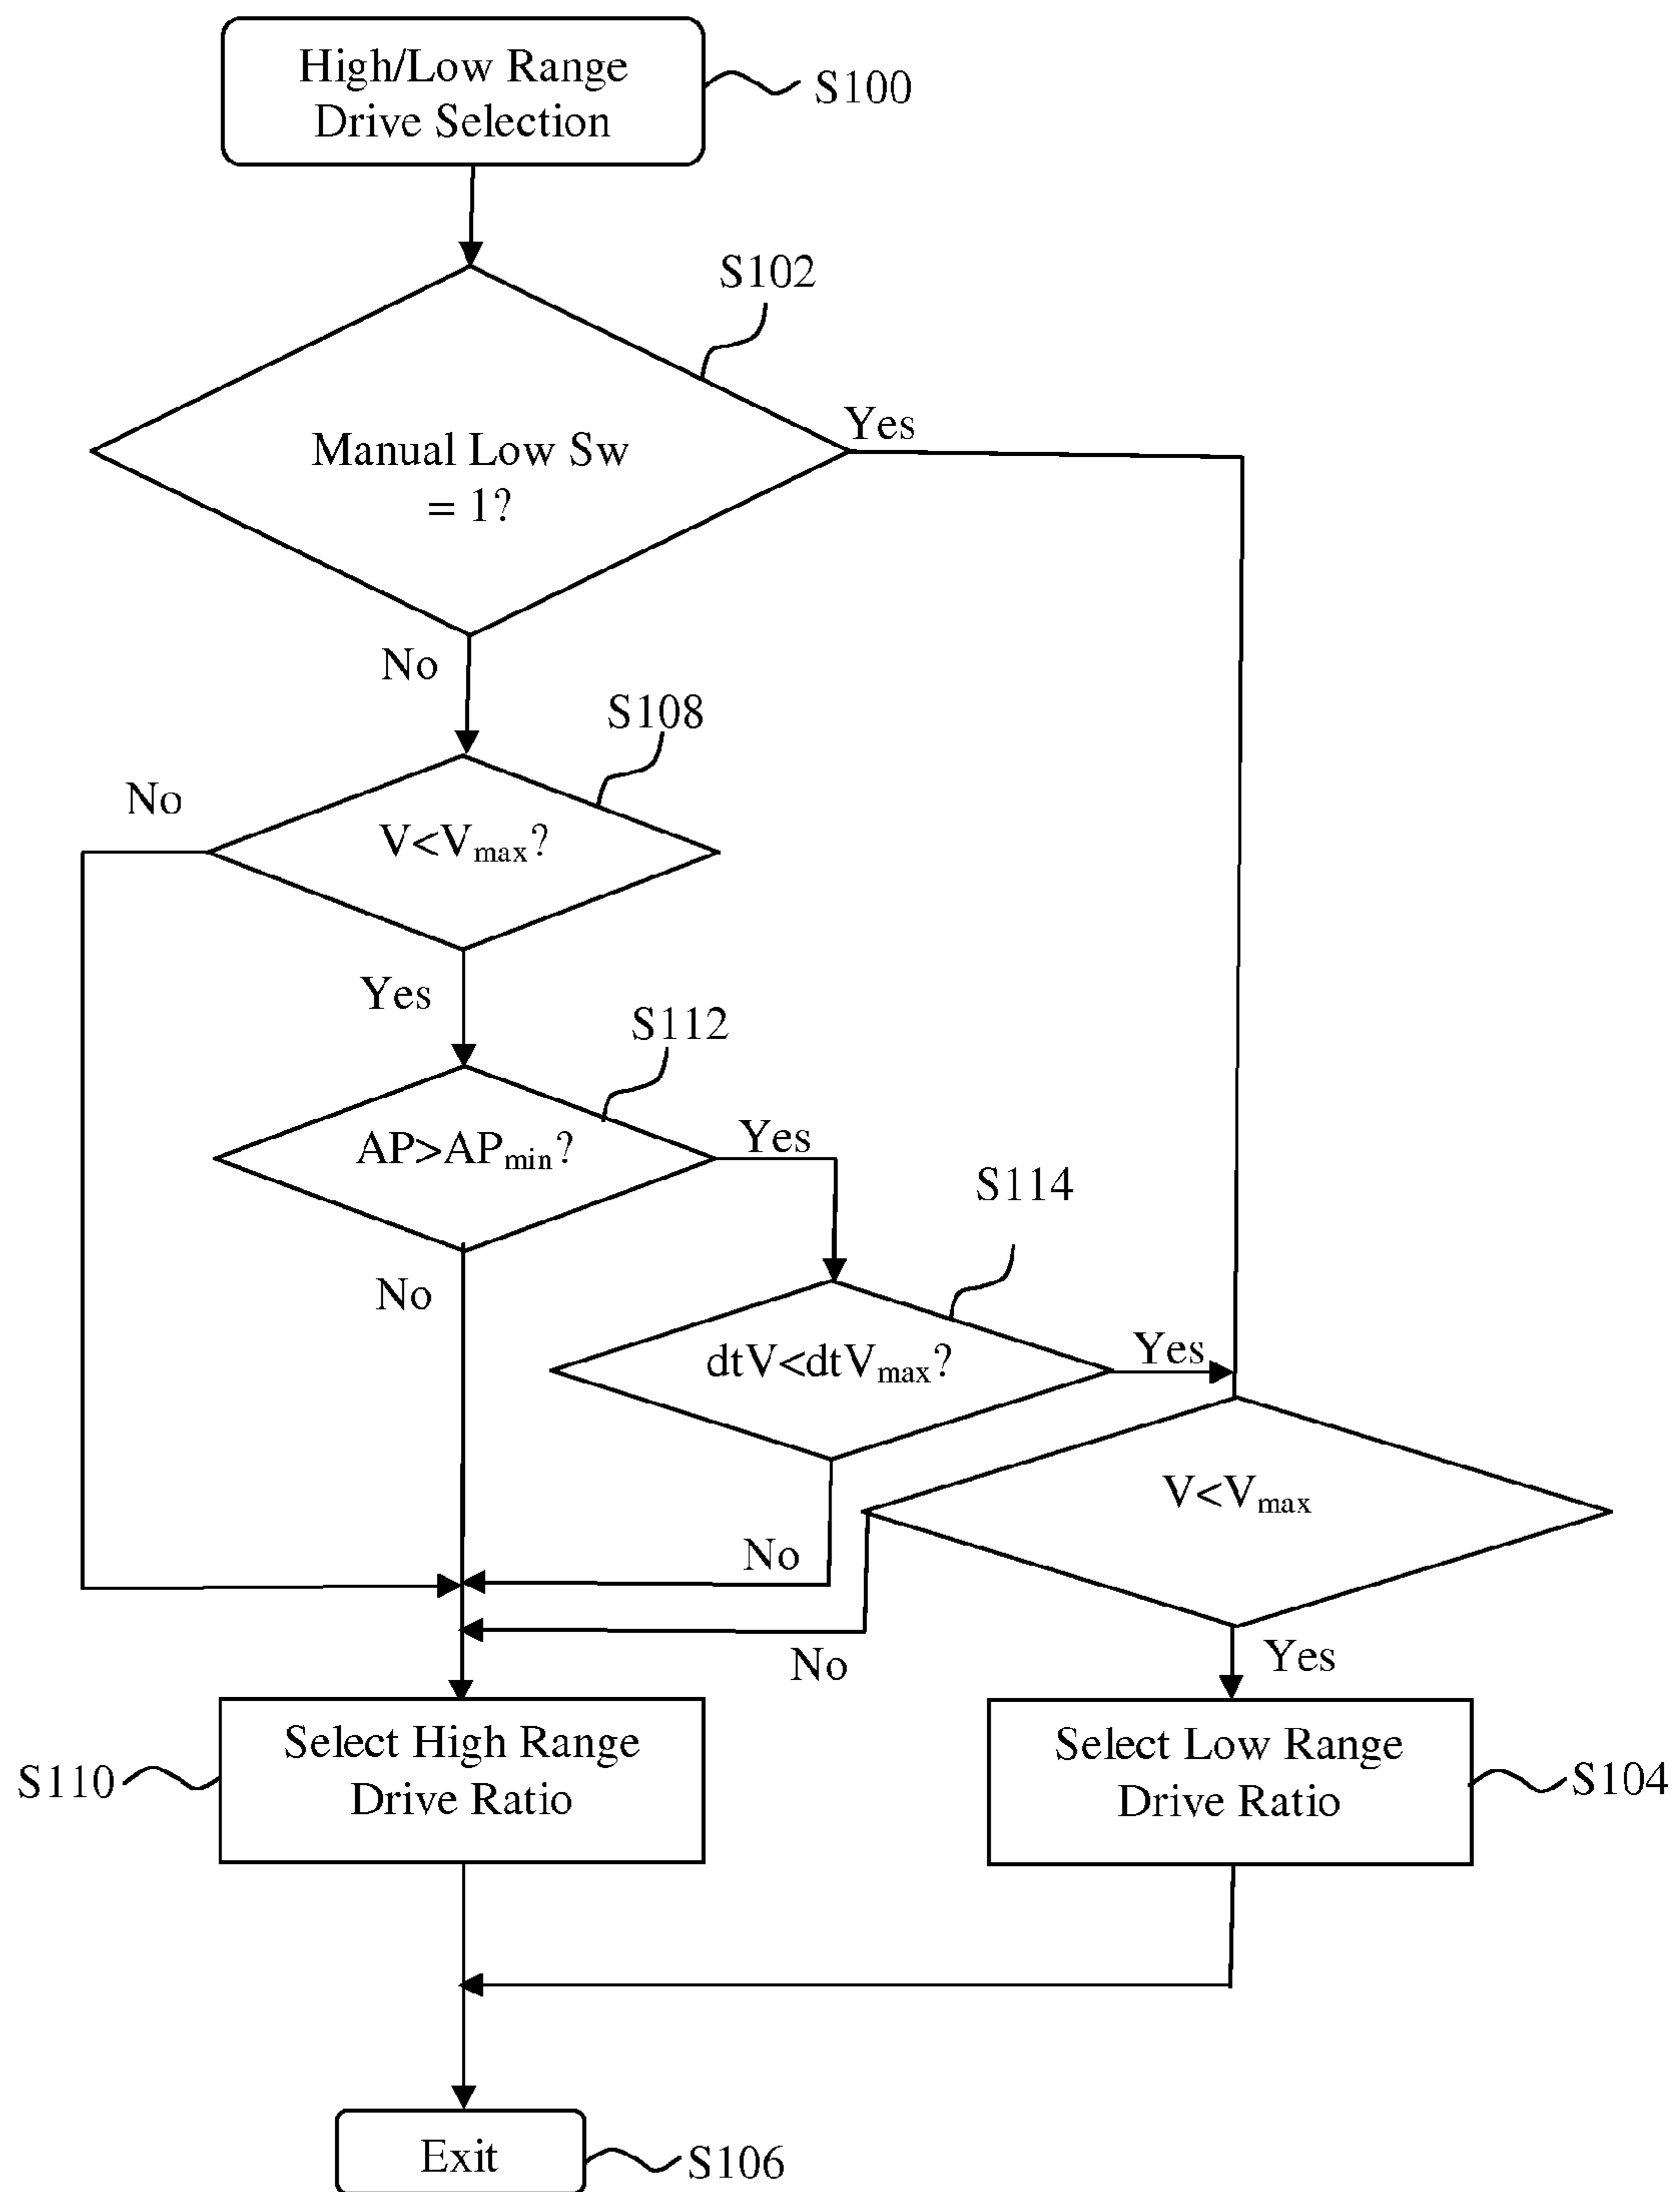 High/Low Range
Drive Selection
S100
S102
Yes
Manual Low Sw
= 1?
No
S108
No
V<Vmax?
Yes
S112
AP>APmin?
Yes
S114
No
dtV<dtVmax?
Yes
V<Vmax
No
No
Yes
Select High Range
Drive Ratio
S110
Select Low Range
Drive Ratio
S104
Exit
S106